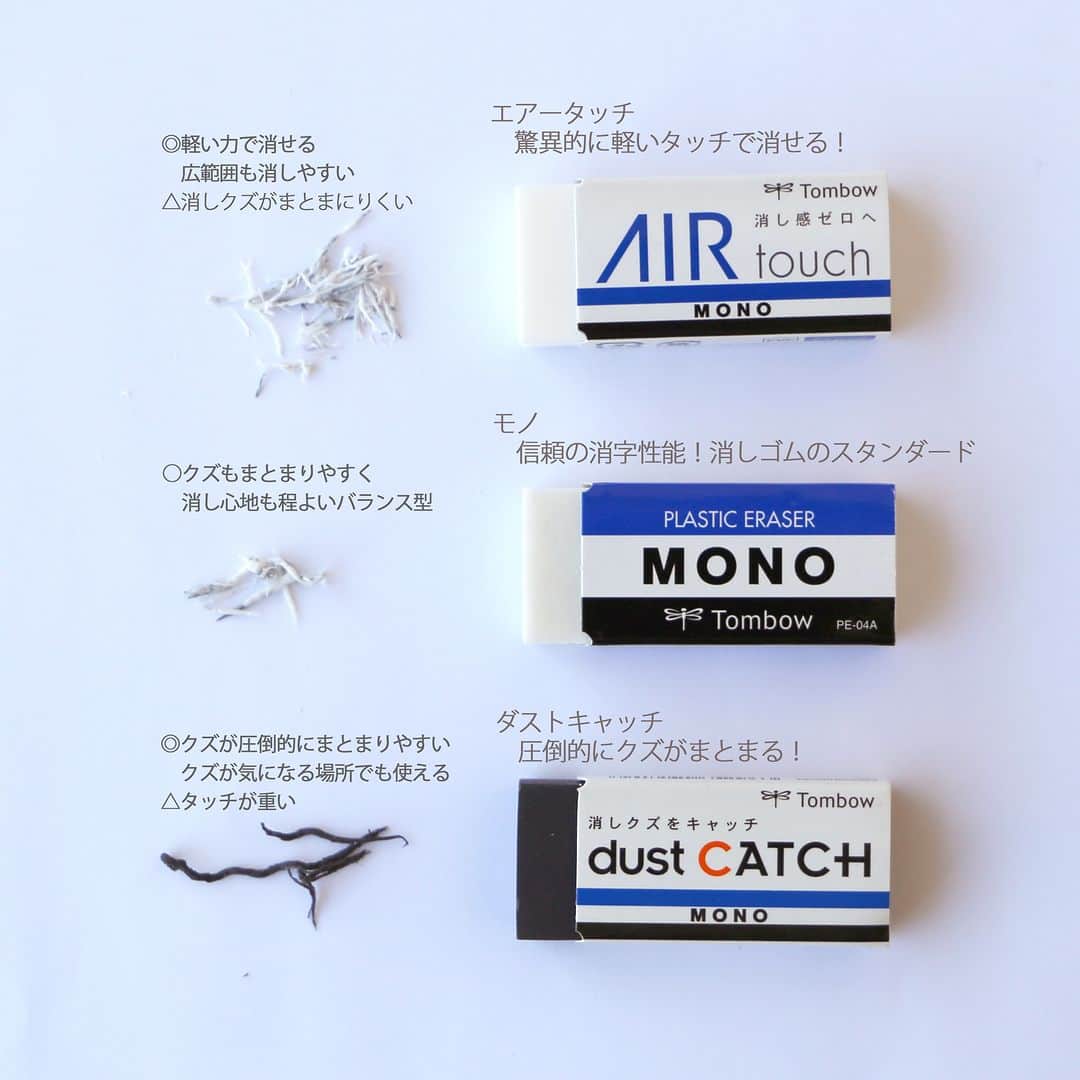 エアータッチ
驚異的に軽いタッチで消せる！
◎軽い力で消せる
広範囲も消しやすい
△消しクズがまとまにりくい
Tombow
消し感ゼロへ
AIR touch
MONO
モノ
信頼の消字性能！消しゴムのスタンダード
〇クズもまとまりやすく
消し心地も程よいバランス型
PLASTIC ERASER
MONO
Tombow PE-04A
ダストキャッチ
圧倒的にクズがまとまる！
◎クズが圧倒的にまとまりやすい
クズが気になる場所でも使える
△タッチが重い
Tombow
消しクズをキャッチ
dust CATCH
MONO